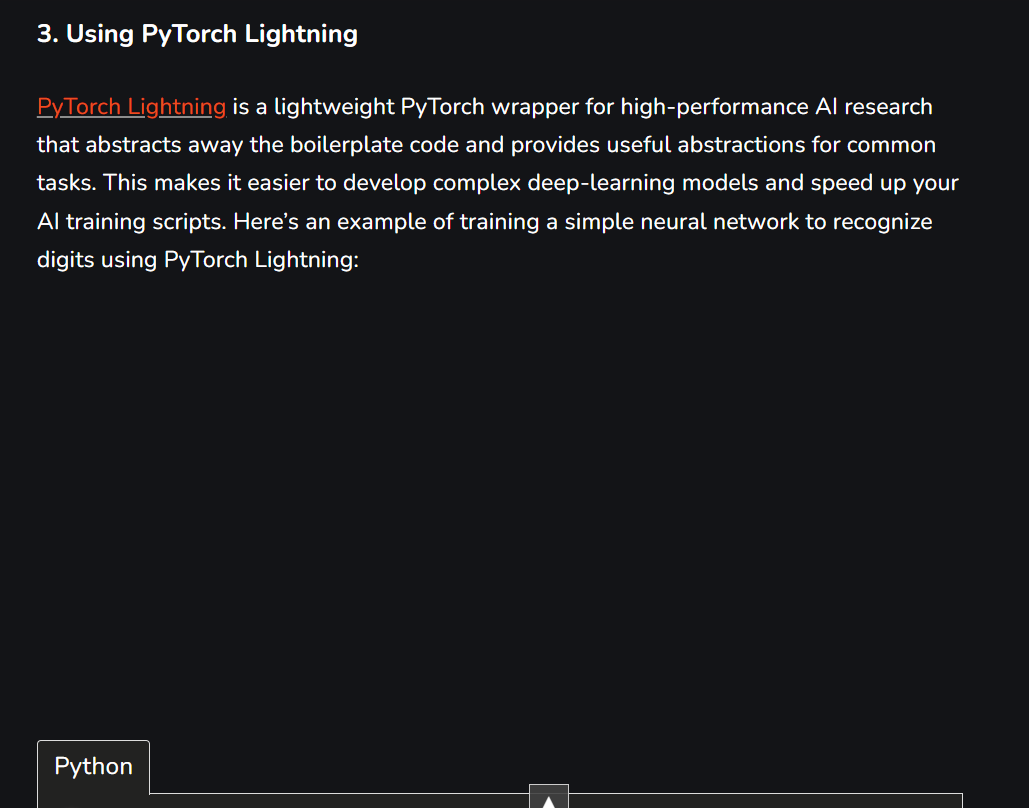 3. Using PyTorch Lightning
PyTorch Lightning is a lightweight PyTorch wrapper for high-performance AI research
that abstracts away the boilerplate code and provides useful abstractions for common
tasks. This makes it easier to develop complex deep-learning models and speed up your
AI training scripts. Here’s an example of training a simple neural network to recognize
digits using PyTorch Lightning:
Python